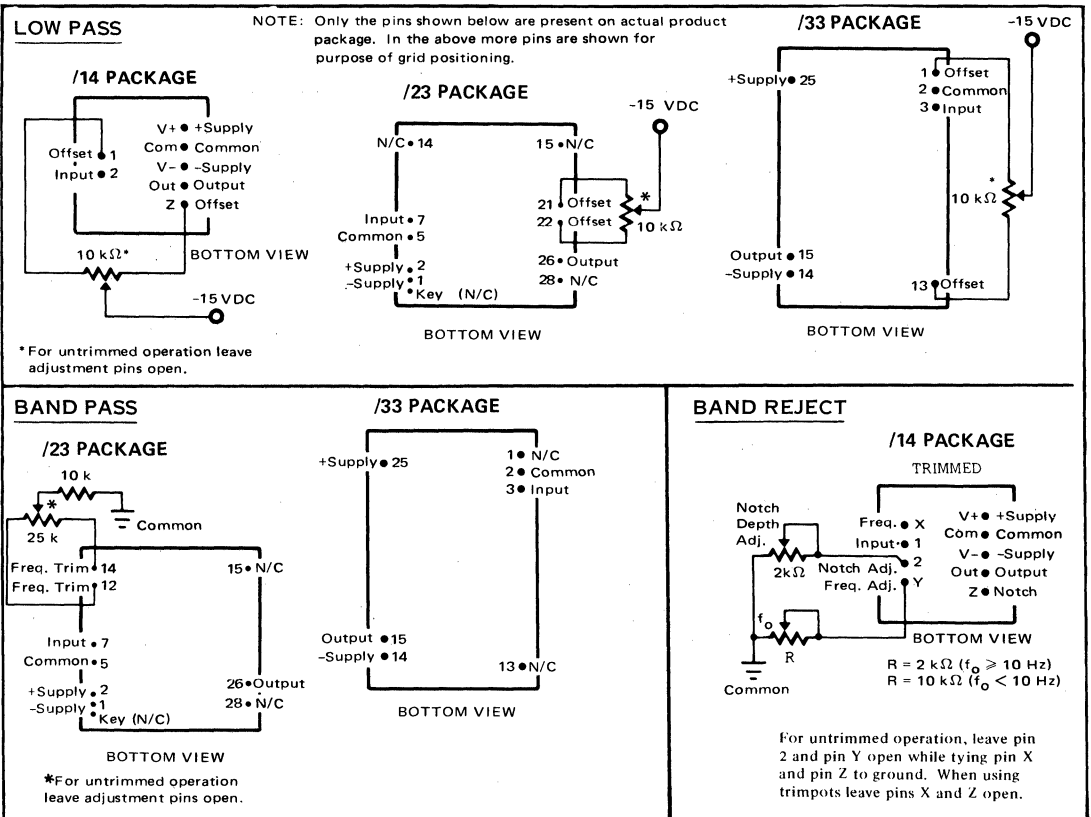 LOW PASS
NOTE: Only the pins shown below are present on actual product
package. In the above more pins are shown for
purpose of grid positioning.
/14 PACKAGE
V+ +Supply
Com Common
V- -Supply
Out Output
Z Offset
Offset 1
Input 2
10 kΩ*
BOTTOM VIEW
-15 VDC
*For untrimmed operation leave
adjustment pins open.
/23 PACKAGE
-15 VDC
N/C 14
15 N/C
21 Offset
22 Offset
*
10 kΩ
Input 7
Common 5
+Supply 2
-Supply 1
Key (N/C)
26 Output
28 N/C
BOTTOM VIEW
/33 PACKAGE
-15 VDC
+Supply 25
1 Offset
2 Common
3 Input
10 kΩ*
Output 15
-Supply 14
13 Offset
BOTTOM VIEW
BAND PASS
/23 PACKAGE
10 k
*
25 k
Common
Freq. Trim 14
Freq. Trim 12
15 N/C
Input 7
Common 5
+Supply 2
-Supply 1
Key (N/C)
26 Output
28 N/C
BOTTOM VIEW
*For untrimmed operation
leave adjustment pins open.
/33 PACKAGE
+Supply 25
1 N/C
2 Common
3 Input
Output 15
-Supply 14
13 N/C
BOTTOM VIEW
BAND REJECT
/14 PACKAGE
TRIMMED
Notch
Depth
Adj.
2kΩ
Freq. X
Input 1
Notch Adj. 2
Freq. Adj. Y
V+ +Supply
Com Common
V- -Supply
Out Output
Z Notch
fo
R
Common
BOTTOM VIEW
R = 2 kΩ (fo ⩾ 10 Hz)
R = 10 kΩ (fo < 10 Hz)
For untrimmed operation, leave pin
2 and pin Y open while tying pin X
and pin Z to ground. When using
trimpots leave pins X and Z open.